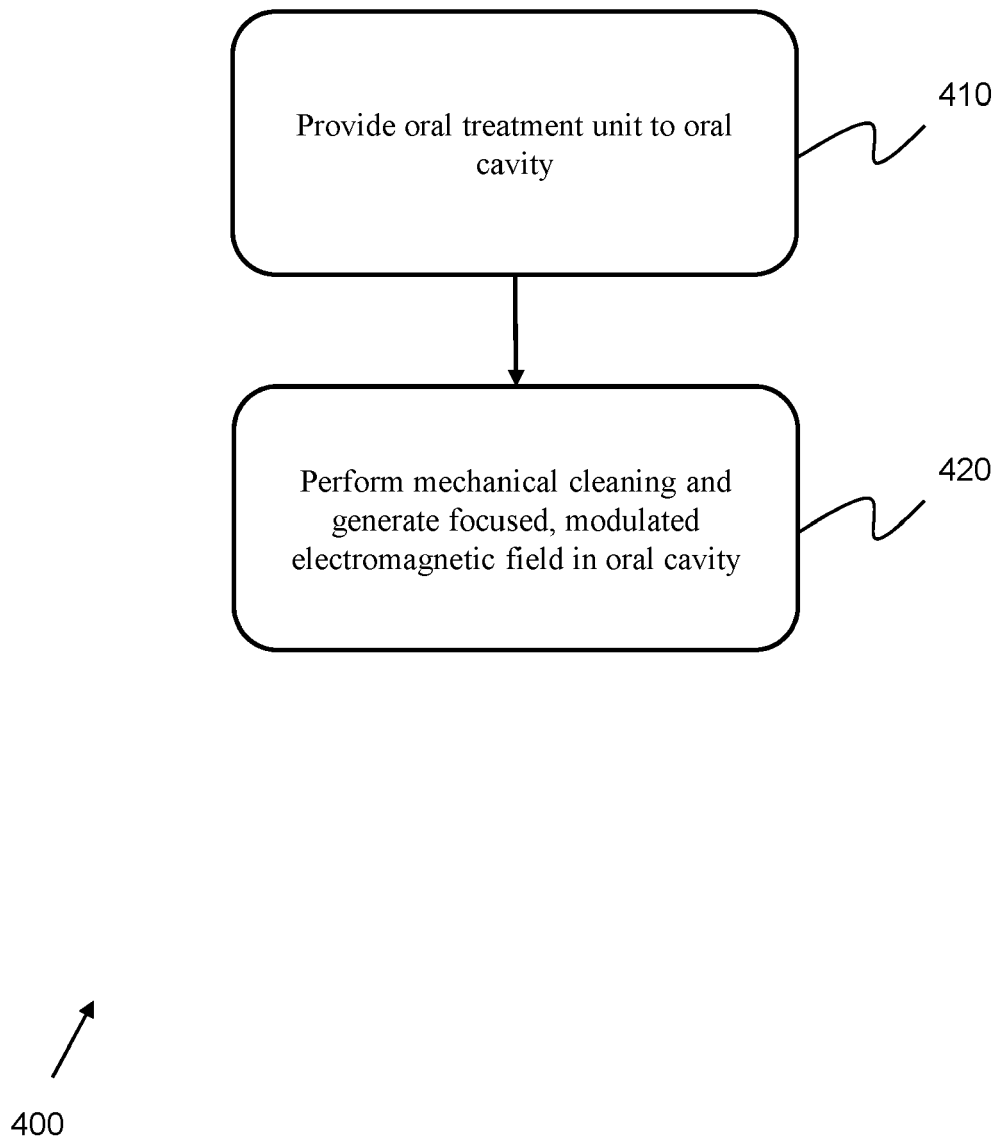 Provide oral treatment unit to oral
cavity
410
Perform mechanical cleaning and
generate focused, modulated
electromagnetic field in oral cavity
420
400